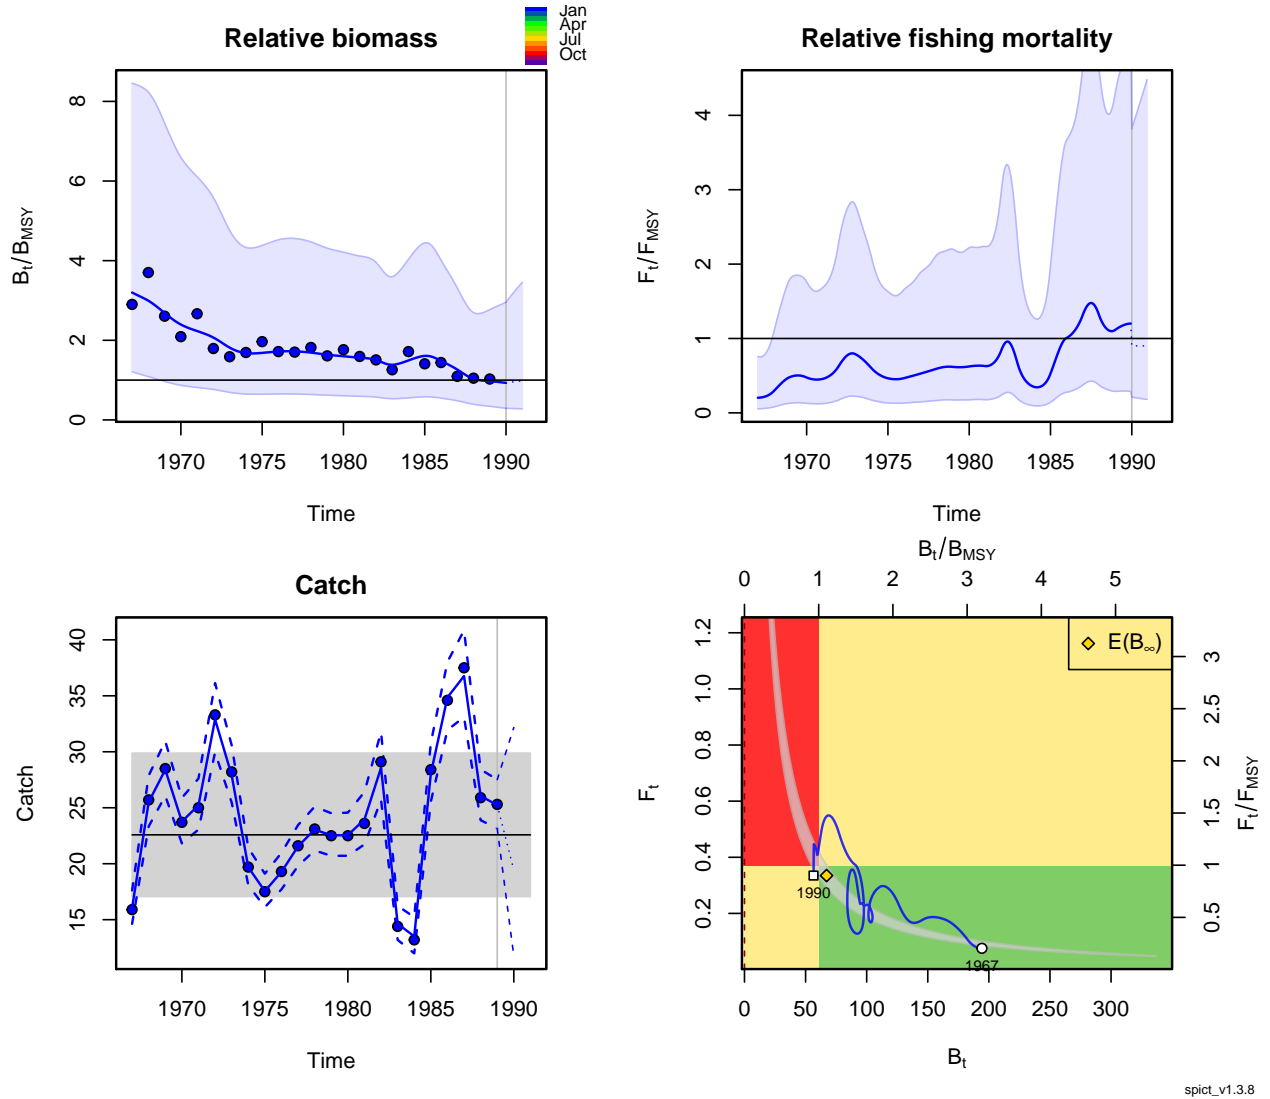 Relative biomass
Jan
Apr
Jul
Oct
8
6
4
2
0
Bt/BMSY
1970 1975 1980 1985 1990
Time
Relative fishing mortality
4
3
2
1
0
Ft/FMSY
1970 1975 1980 1985 1990
Time
Catch
40
35
30
25
20
15
Catch
1970 1975 1980 1985 1990
Time
Bt/BMSY
0 1 2 3 4 5
E(B∞)
1.2
1.0
0.8
0.6
0.4
0.2
Ft
3
2.5
2
1.5
1
0.5
Ft/FMSY
1990
1967
0 50 100 150 200 250 300
Bt
spict_v1.3.8